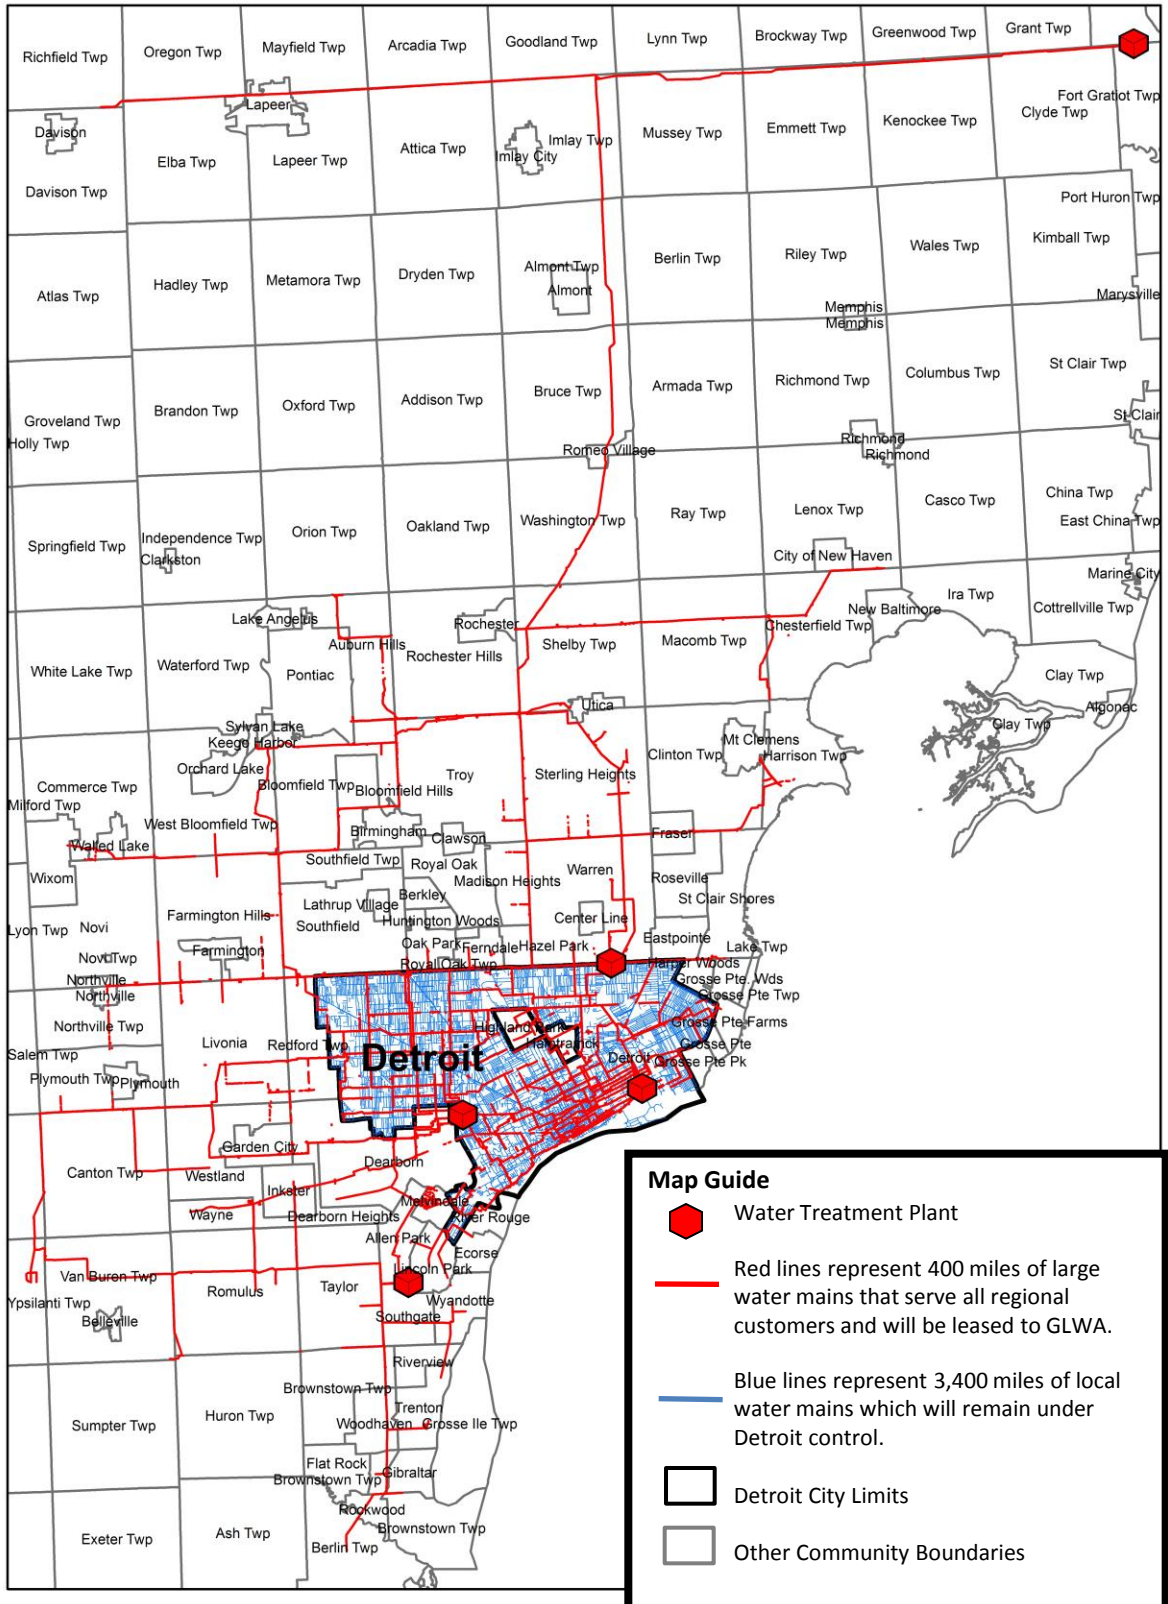 Richfield Twp
Oregon Twp
Mayfield Twp
Arcadia Twp
Goodland Twp
Lynn Twp
Brockway Twp
Greenwood Twp
Grant Twp
Fort Gratiot Twp
Clyde Twp
Kenockee Twp
Emmett Twp
Mussey Twp
Imlay Twp
Imlay City
Attica Twp
Lapeer
Lapeer Twp
Elba Twp
Davison
Davison Twp
Port Huron Twp
Kimball Twp
Wales Twp
Riley Twp
Berlin Twp
Almont Twp
Almont
Dryden Twp
Metamora Twp
Hadley Twp
Atlas Twp
Marysville
Memphis
Memphis
St Clair Twp
Columbus Twp
Richmond Twp
Armada Twp
Bruce Twp
Addison Twp
Oxford Twp
Brandon Twp
Groveland Twp
Holly Twp
St Clair
Richmond
Richmond
Romeo Village
China Twp
East China Twp
Casco Twp
Lenox Twp
Ray Twp
Washington Twp
Oakland Twp
Orion Twp
Independence Twp
Clarkston
Springfield Twp
City of New Haven
Marine City
Cottrellville Twp
Ira Twp
New Baltimore
Chesterfield Twp
Macomb Twp
Shelby Twp
Rochester
Rochester Hills
Lake Angelus
Auburn Hills
Pontiac
Waterford Twp
White Lake Twp
Clay Twp
Algonac
Clay Twp
Utica
Sylvan Lake
Keego Harbor
Orchard Lake
Mt Clemens
Harrison Twp
Clinton Twp
Sterling Heights
Troy
Bloomfield Twp
Bloomfield Hills
Commerce Twp
Milford Twp
West Bloomfield Twp
Walled Lake
Wixom
Birmingham
Clawson
Fraser
Southfield Twp
Royal Oak
Madison Heights
Warren
Roseville
St Clair Shores
Berkley
Lathrup Village
Huntington Woods
Southfield
Center Line
Farmington Hills
Farmington
Lyon Twp
Novi
Novi Twp
Oak Park
Ferndale
Hazel Park
Royal Oak Twp
Eastpointe
Lake Twp
Harper Woods
Grosse Pte. Wds
Grosse Pte Twp
Grosse Pte Farms
Grosse Pte
Grosse Pte Pk
Northville
Northville
Northville Twp
Livonia
Redford Twp
Highland Park
Hamtramck
Detroit
Detroit
Salem Twp
Plymouth Twp
Plymouth
Garden City
Canton Twp
Westland
Dearborn
Inkster
Wayne
Dearborn Heights
Melvindale
River Rouge
Allen Park
Ecorse
Lincoln Park
Van Buren Twp
Ypsilanti Twp
Belleville
Romulus
Taylor
Wyandotte
Southgate
Riverview
Brownstown Twp
Trenton
Woodhaven
Grosse Ile Twp
Sumpter Twp
Huron Twp
Flat Rock
Brownstown Twp
Gibraltar
Rockwood
Brownstown Twp
Exeter Twp
Ash Twp
Berlin Twp
Map Guide
Water Treatment Plant
Red lines represent 400 miles of large
water mains that serve all regional
customers and will be leased to GLWA.
Blue lines represent 3,400 miles of local
water mains which will remain under
Detroit control.
Detroit City Limits
Other Community Boundaries